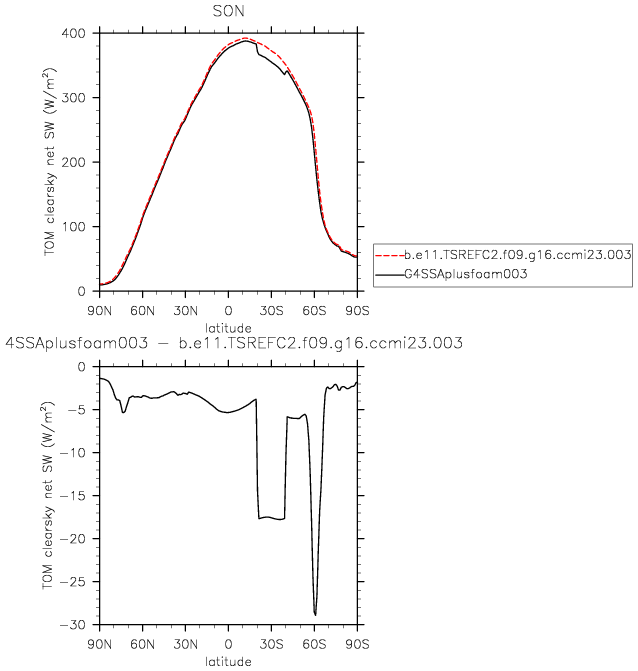 SON
TOM clearsky net SW (W/m²)
400
300
200
100
0
90N 60N 30N 0 30S 60S 90S
latitude
b.e11.TSREFC2.f09.g16.ccmi23.003
G4SSAplusfoam003
4SSAplusfoam003 — b.e11.TSREFC2.f09.g16.ccmi23.003
TOM clearsky net SW (W/m²)
0
−5
−10
−15
−20
−25
−30
90N 60N 30N 0 30S 60S 90S
latitude